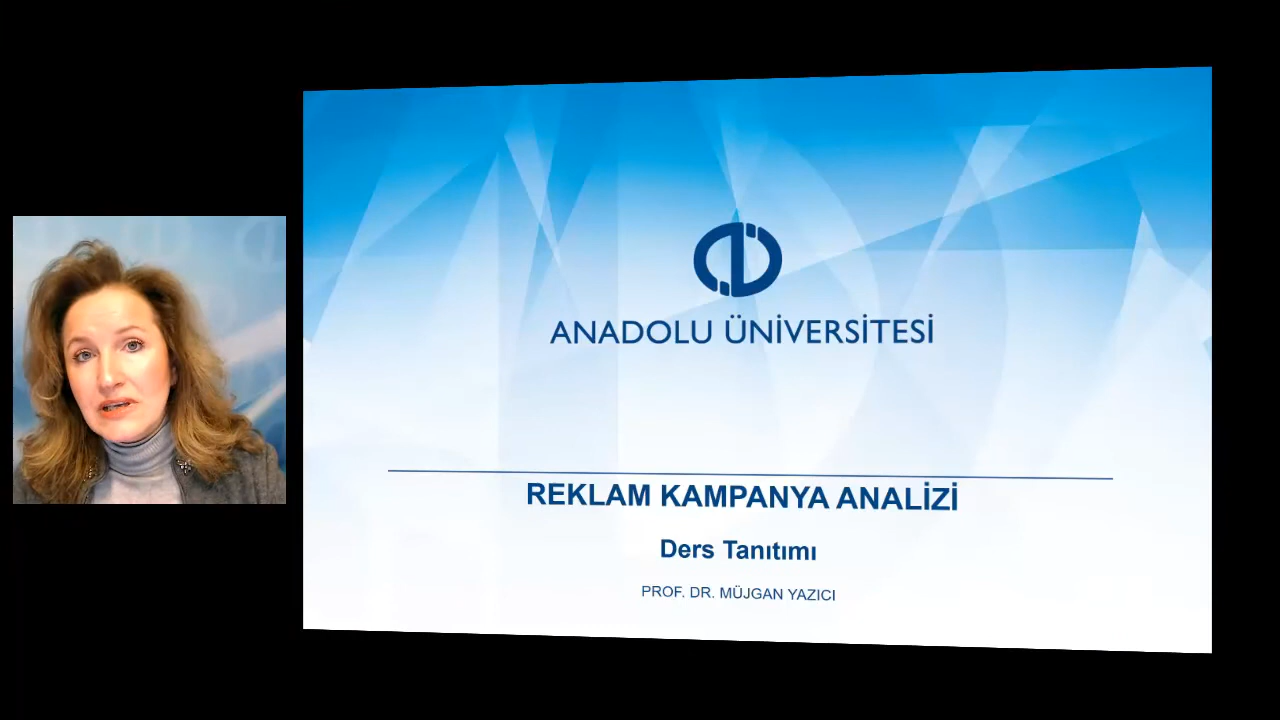 ANADOLU ÜNİVERSİTESİ
REKLAM KAMPANYA ANALİZİ
Ders Tanıtımı
PROF. DR. MÜJGAN YAZICI